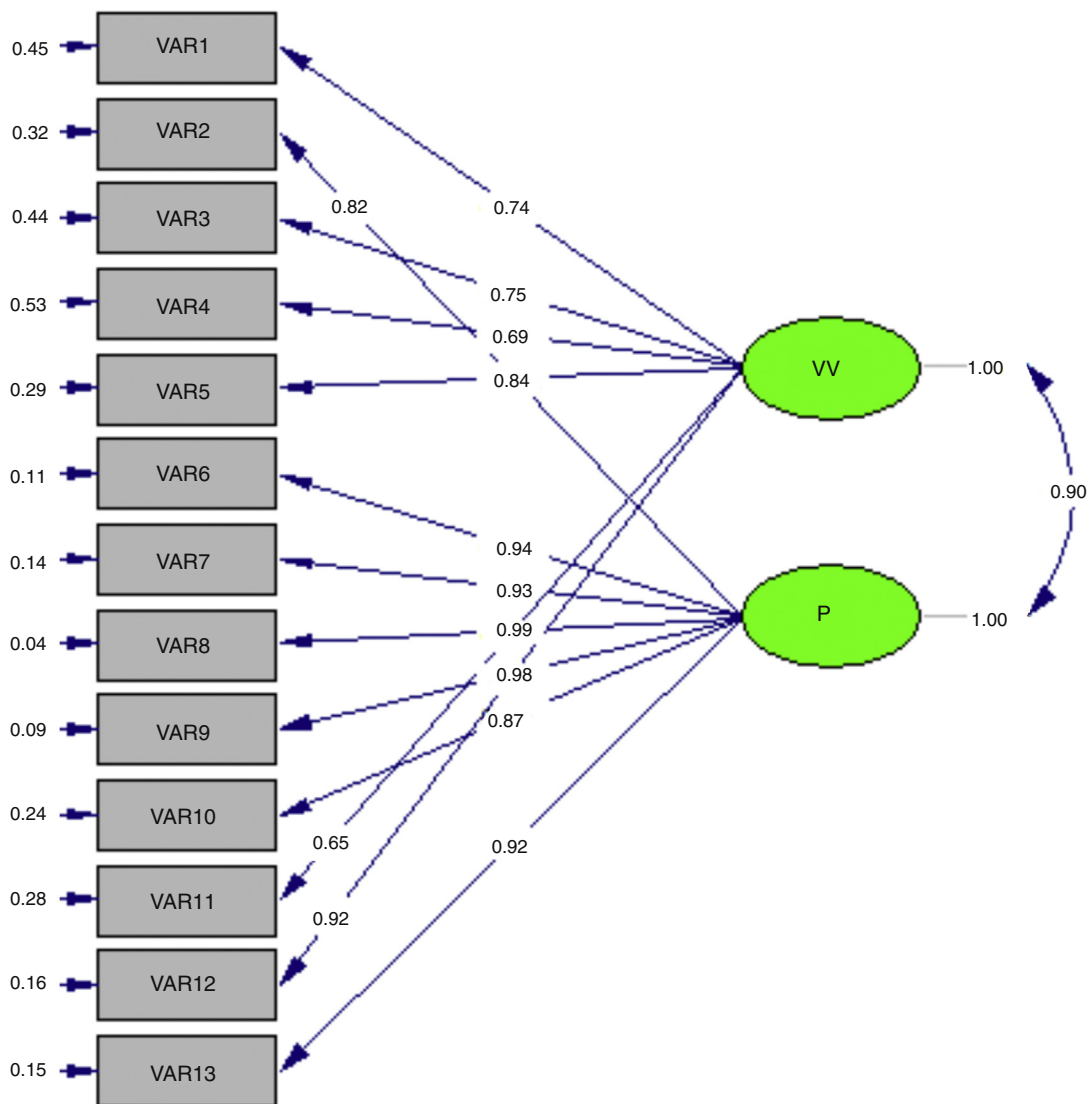 0.45 VAR1
0.32 VAR2
0.82
0.44 VAR3
0.74
0.53 VAR4
0.75
0.69
0.29 VAR5
0.84
VV
1.00
0.11 VAR6
0.90
0.94
0.14 VAR7
0.93
0.04 VAR8
0.99
P
1.00
0.98
0.09 VAR9
0.87
0.24 VAR10
0.65
0.92
0.28 VAR11
0.92
0.16 VAR12
0.15 VAR13